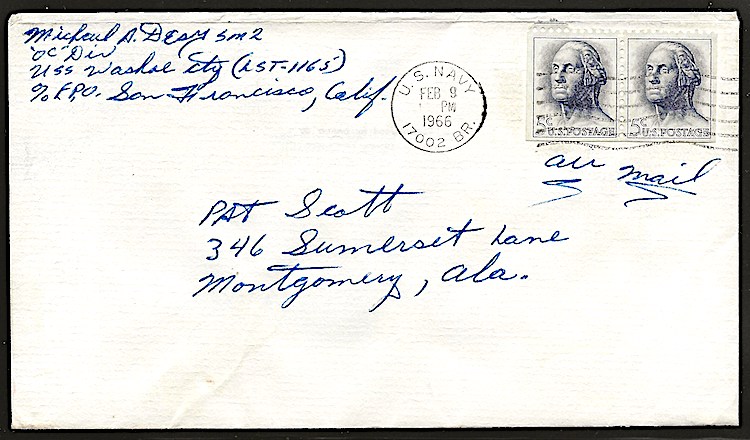 Michael A. Desy SM2
"OC" Div
USS Washoe Cty (LST-1165)
% F.P.O. San Francisco, Calif.
U.S. NAVY
FEB 9
PM
1966
17002 BR.
5¢ U.S. POSTAGE
5¢ U.S. POSTAGE
air mail
PAT Scott
346 Sumerset Lane
Montgomery, Ala.